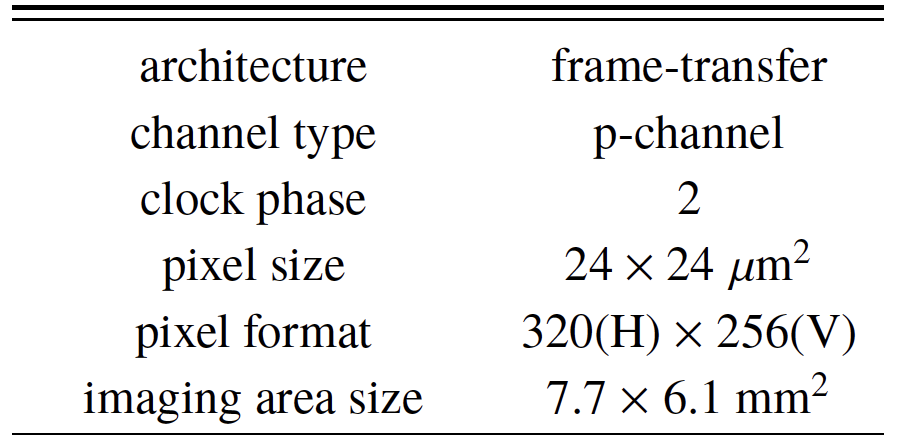 architecture frame-transfer
channel type p-channel
clock phase 2
pixel size 24 × 24 μm²
pixel format 320(H) × 256(V)
imaging area size 7.7 × 6.1 mm²